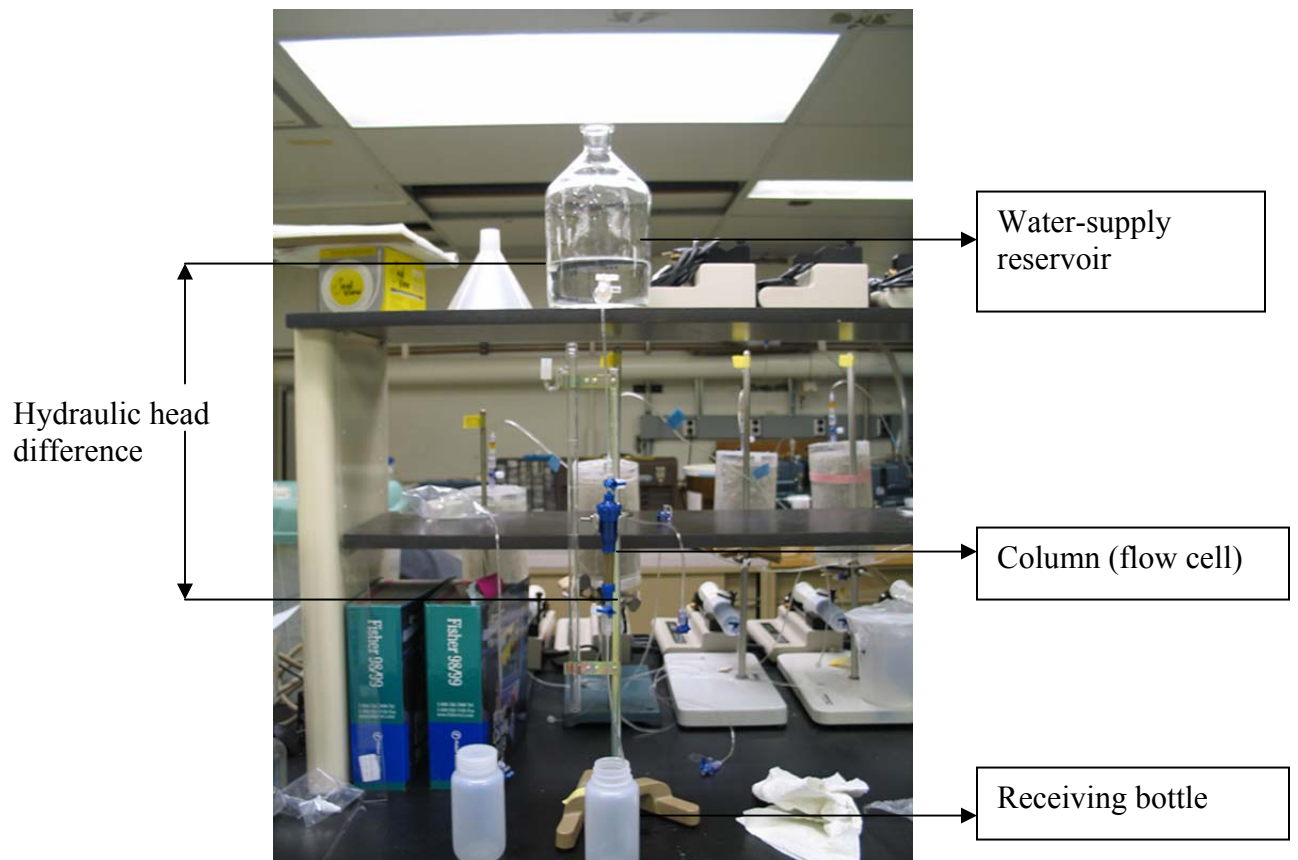 Water-supply
reservoir
Hydraulic head
difference
Column (flow cell)
Fisher 98/99
Fisher 98/99
Receiving bottle